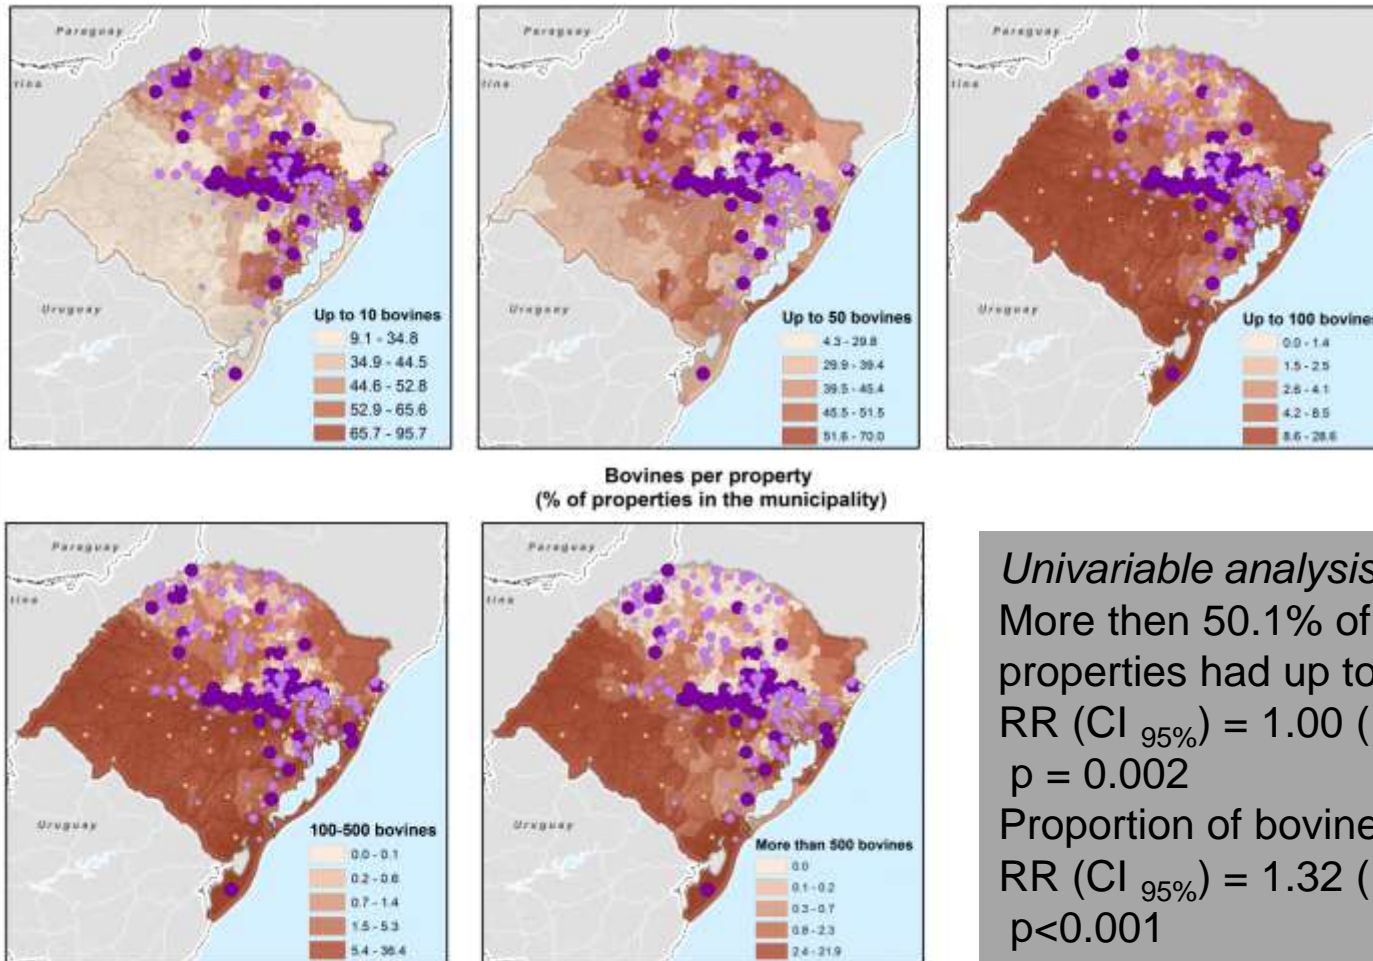 Paraguay
tina
Uruguay
Up to 10 bovines
9.1 - 34.8
34.9 - 44.5
44.6 - 52.8
52.9 - 65.6
65.7 - 95.7
Paraguay
tina
Uruguay
Up to 50 bovines
4.3 - 29.8
29.9 - 39.4
39.5 - 45.4
45.5 - 51.5
51.6 - 70.0
Paraguay
tina
Uruguay
Up to 100 bovines
0.0 - 1.4
1.5 - 2.5
2.6 - 4.1
4.2 - 8.5
8.6 - 28.6
Bovines per property
(% of properties in the municipality)
Paraguay
tina
Uruguay
100-500 bovines
0.0 - 0.1
0.2 - 0.6
0.7 - 1.4
1.5 - 5.3
5.4 - 36.4
Paraguay
tina
Uruguay
More than 500 bovines
0.0
0.1 - 0.2
0.3 - 0.7
0.8 - 2.3
2.4 - 21.9
Univariable analysis
More then 50.1% of
properties had up to
RR (CI 95%) = 1.00 (
p = 0.002
Proportion of bovine
RR (CI 95%) = 1.32 (
p<0.001